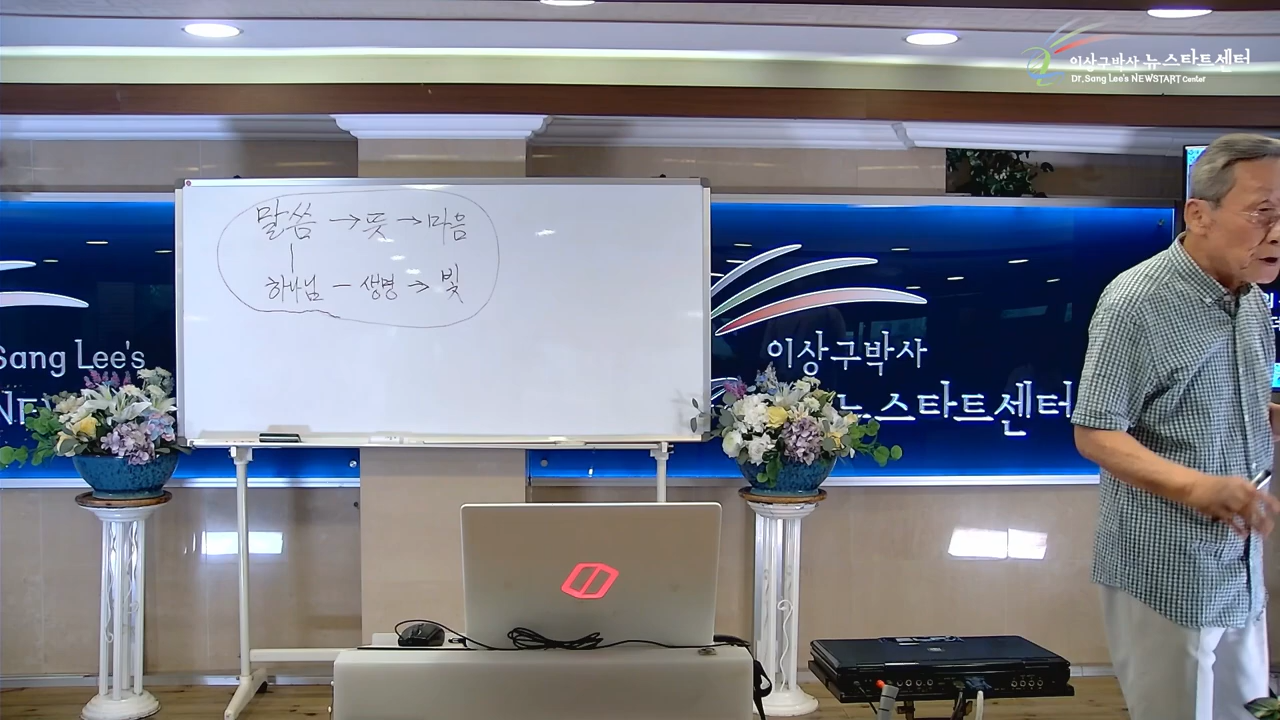 이상구박사 뉴스타트센터
Dr.Sang Lee's NEWSTART Center
말씀 → 뜻 → 마음
하나님 − 생명 → 빛
Sang Lee's
이상구박사
뉴스타트센터